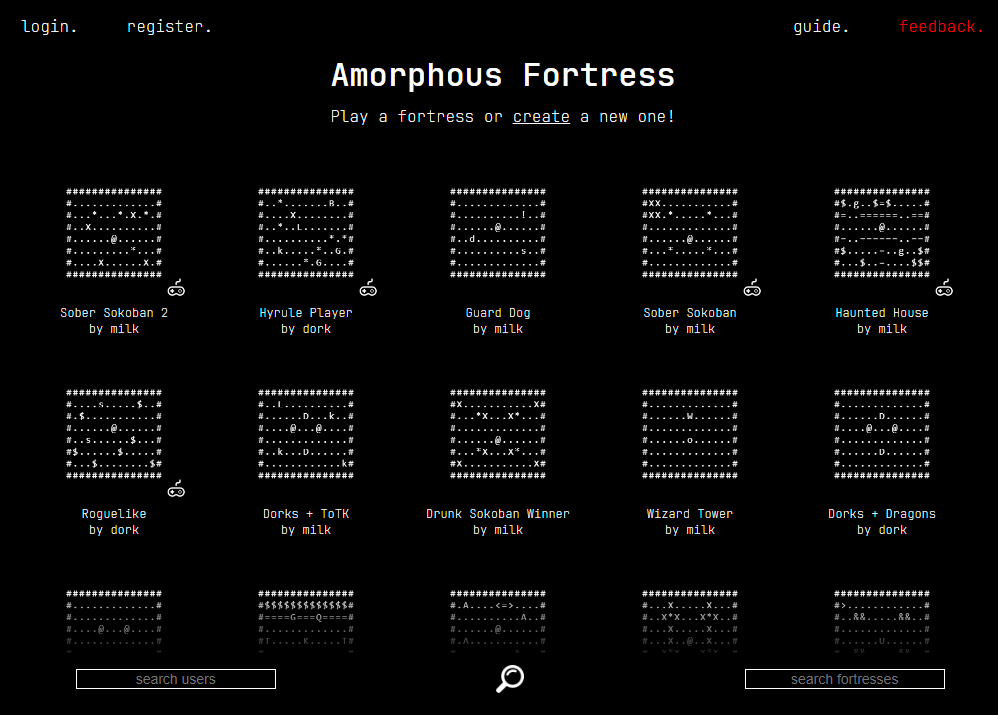 login. register. guide. feedback.
Amorphous Fortress
Play a fortress or create a new one!
############### ############### ############### ############### ###############
#.............# #..*.......B..# #.............# #XX...........# #$.g..$=$.....#
#...*...*.X.*.# #....X........# #..........!..# #XX.*.....*...# #=..======..==#
#..X..........# #..*..L.......# #......@......# #.............# #......@......#
#......@......# #..........*.*# #..d..........# #......@......# #-..------..--#
#.........*...# #..k.....*..G.# #..........s..# #...*.....*...# #$.....-..g..$#
#....X......X.# #......*.G....# #.............# #.............# #...$..-....$$#
############### ############### ############### ############### ###############
Sober Sokoban 2 Hyrule Player Guard Dog Sober Sokoban Haunted House
by milk by dork by milk by milk by milk
############### ############### ############### ############### ###############
#....s.....$..# #..L..........# #X...........X# #.............# #.............#
#.$...........# #......D...k..# #...*X...X*...# #......W......# #......D......#
#......@......# #....@...@....# #.............# #.............# #....@...@....#
#..s......$...# #.............# #......@......# #......o......# #.............#
#$......$.....# #..k...D......# #...*X...X*...# #.............# #......D......#
#...$........$# #............k# #X...........X# #.............# #.............#
############### ############### ############### ############### ###############
Roguelike Dorks + ToTK Drunk Sokoban Winner Wizard Tower Dorks + Dragons
by dork by milk by milk by milk by dork
############### ############### ############### ############### ###############
#.............# #$$$$$$$$$$$$$# #.A....<=>....# #...X.....X...# #>............#
#.............# #====G===Q====# #..........A..# #..X*X...X*X..# #..&&.....&&..#
#....@...@....# #.............# #......@......# #...X.....X...# #.............#
#.............# #T.....K.....T# #.A...........# #...X..@..X...# #......U......#
search users search fortresses